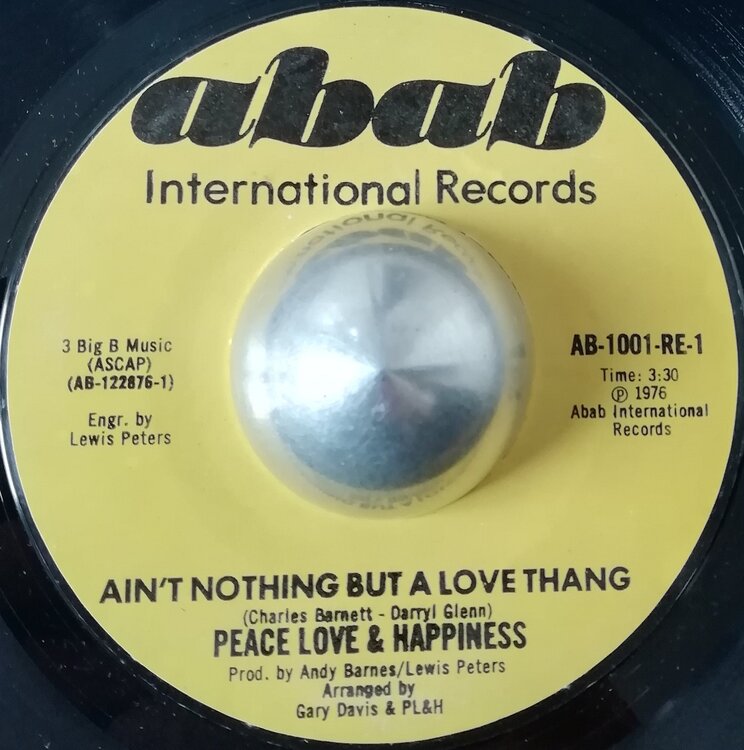 abab
International Records
3 Big B Music
(ASCAP)
(AB-122876-1)
Engr. by
Lewis Peters
AB-1001-RE-1
Time: 3:30
Ⓟ 1976
Abab International
Records
AIN'T NOTHING BUT A LOVE THANG
(Charles Barnett - Darryl Glenn)
PEACE LOVE & HAPPINESS
Prod. by Andy Barnes/Lewis Peters
Arranged by
Gary Davis & PL&H